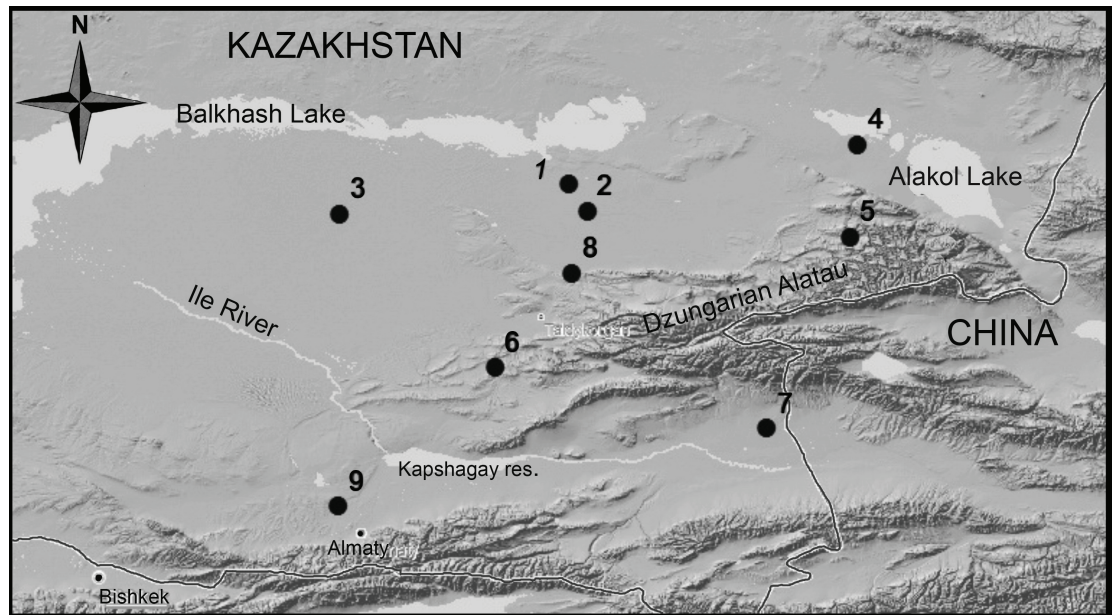 N
KAZAKHSTAN
Balkhash Lake
4
1
2
3
Alakol Lake
5
8
Ile River
Dzungarian Alatau
CHINA
6
7
Kapshagay res.
9
Almaty
Bishkek